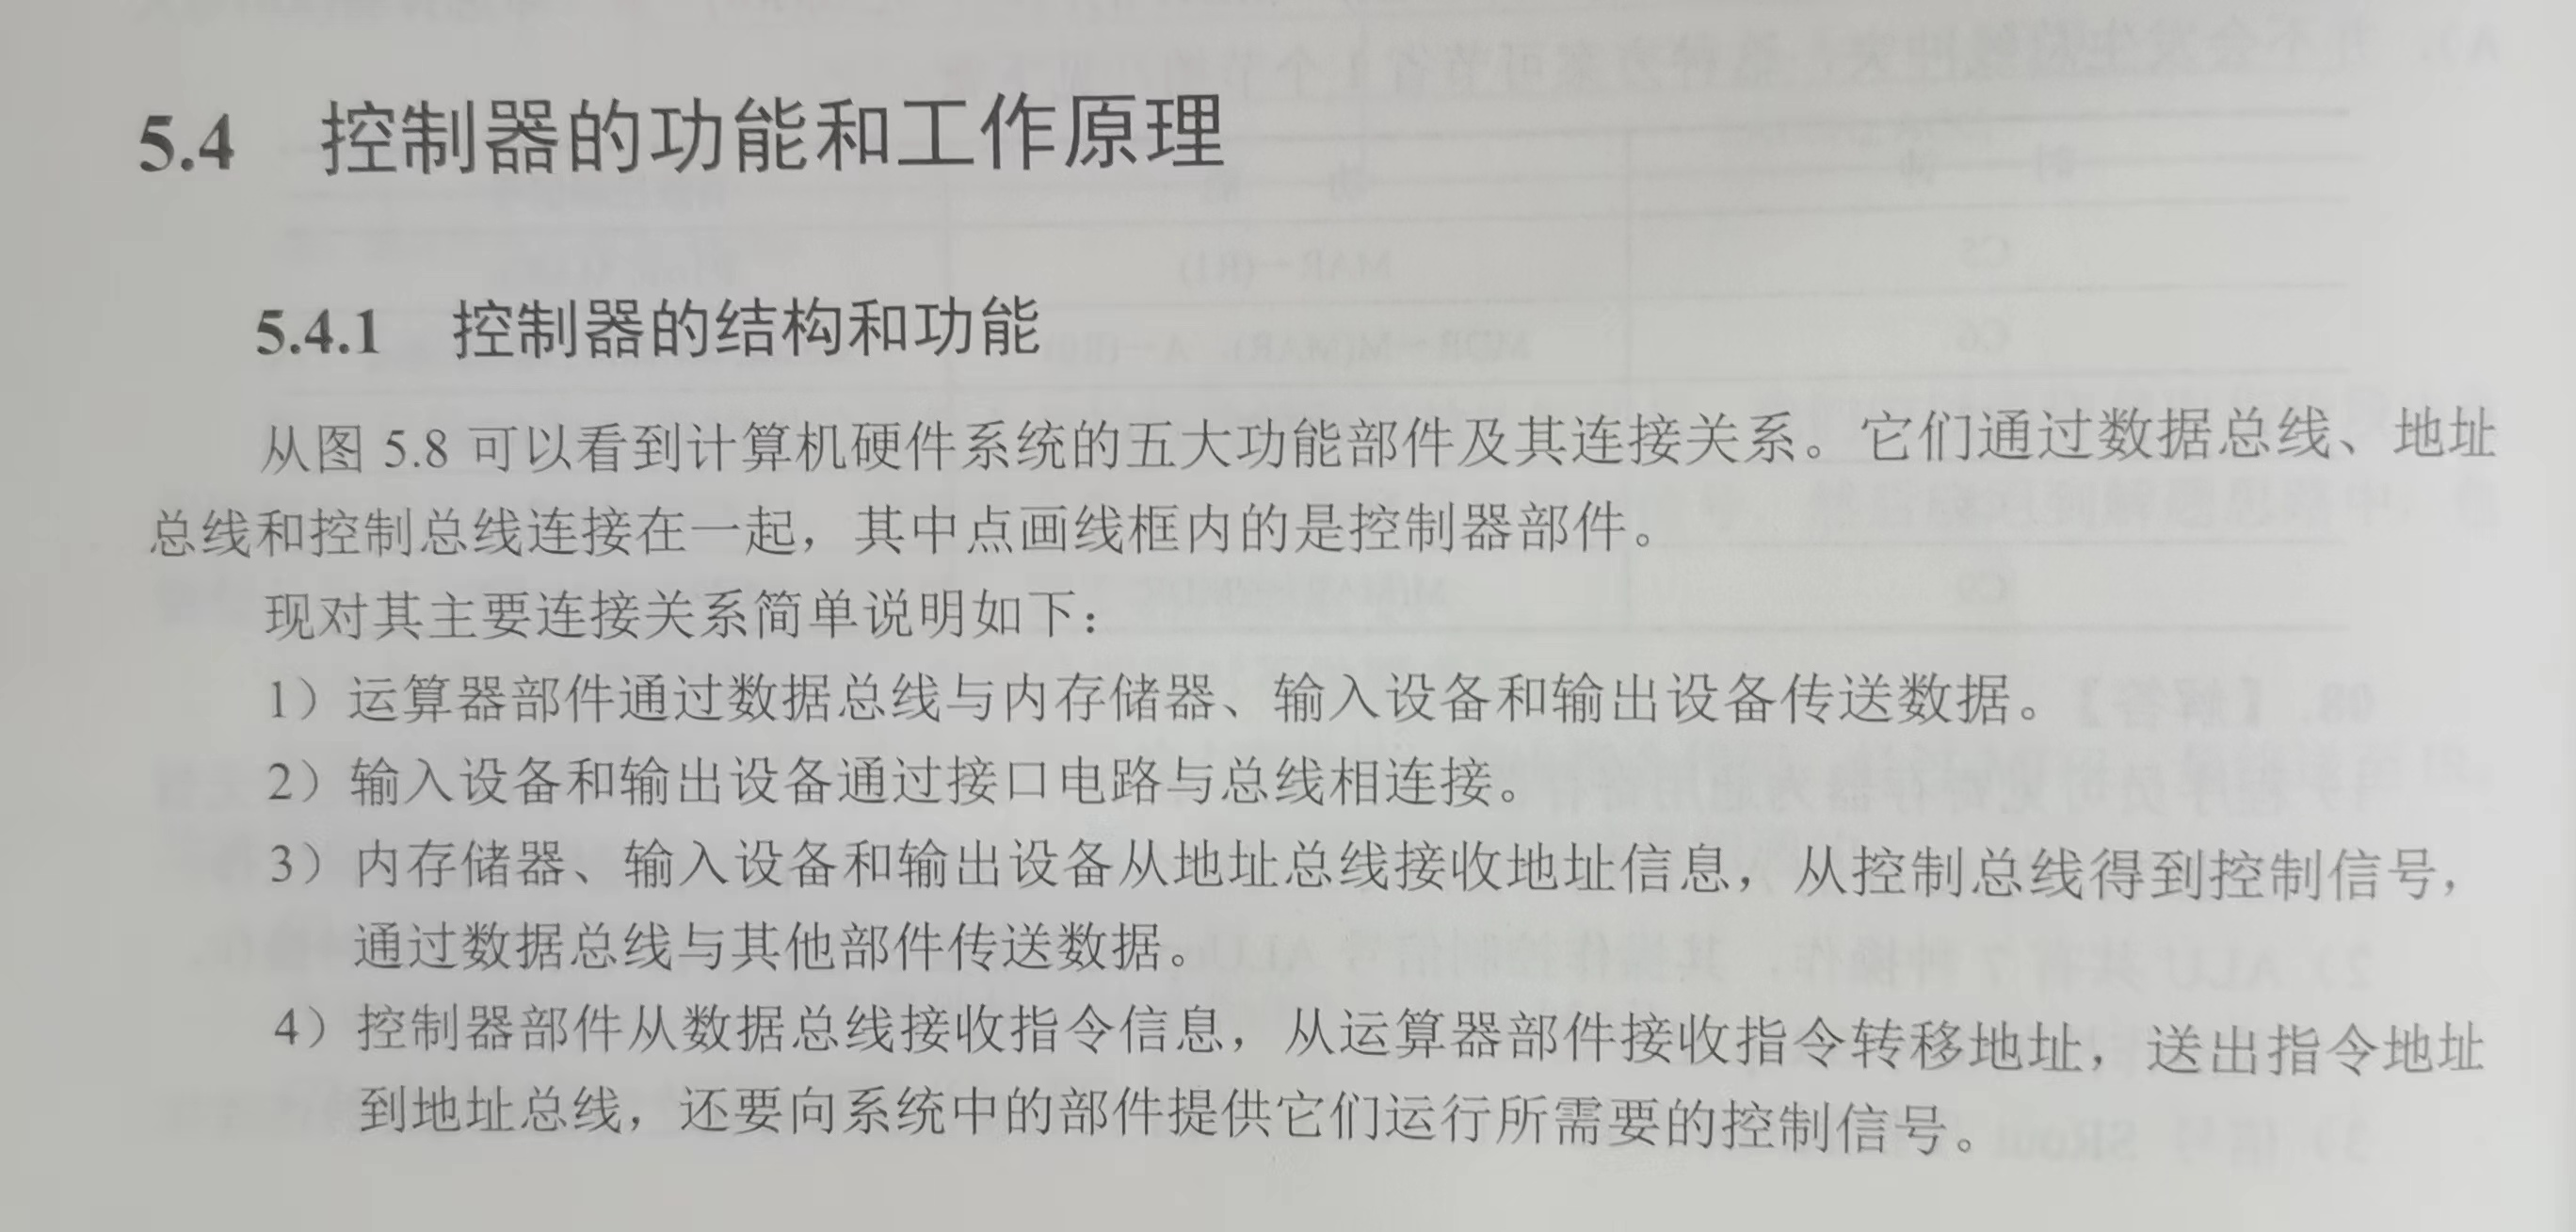 5.4 控制器的功能和工作原理
5.4.1 控制器的结构和功能
从图 5.8 可以看到计算机硬件系统的五大功能部件及其连接关系。它们通过数据总线、地址
总线和控制总线连接在一起，其中点画线框内的是控制器部件。
现对其主要连接关系简单说明如下：
1）运算器部件通过数据总线与内存储器、输入设备和输出设备传送数据。
2）输入设备和输出设备通过接口电路与总线相连接。
3）内存储器、输入设备和输出设备从地址总线接收地址信息，从控制总线得到控制信号，
通过数据总线与其他部件传送数据。
4）控制器部件从数据总线接收指令信息，从运算器部件接收指令转移地址，送出指令地址
到地址总线，还要向系统中的部件提供它们运行所需要的控制信号。